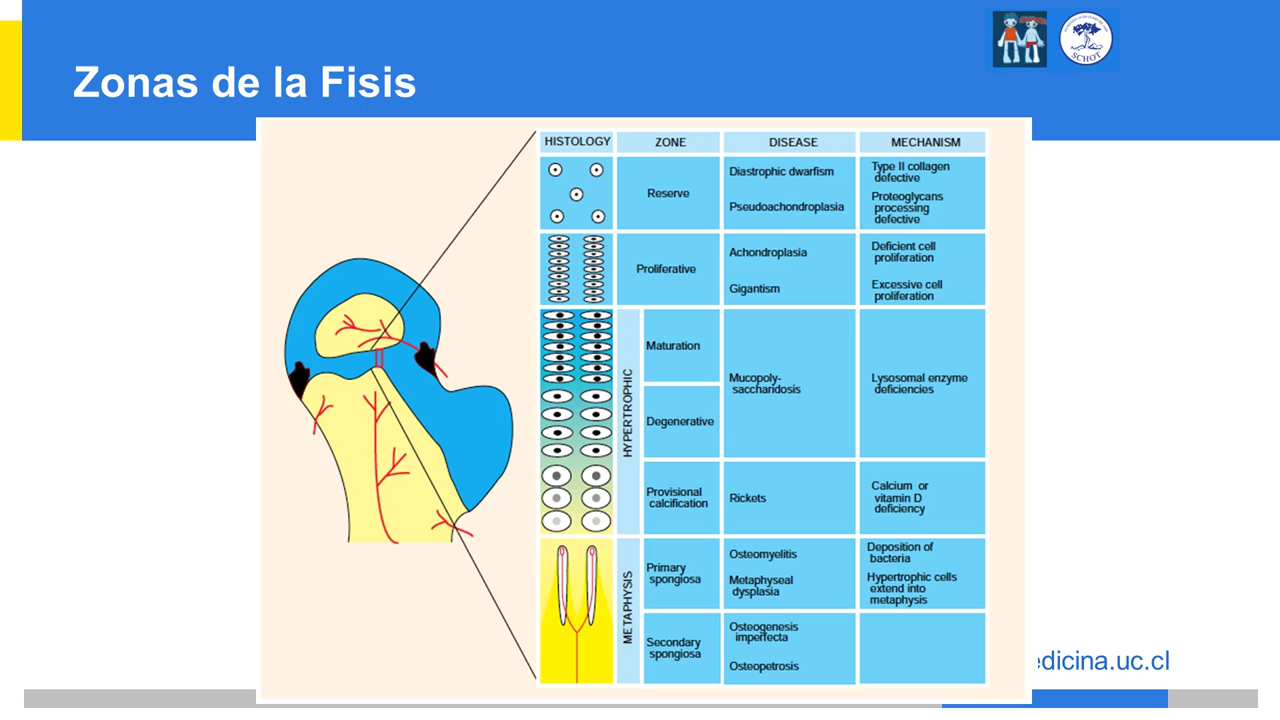 Zonas de la Fisis
SCHOT
HISTOLOGY
ZONE
DISEASE
MECHANISM
Reserve
Diastrophic dwarfism
Pseudoachondroplasia
Type II collagen
defective
Proteoglycans
processing
defective
Proliferative
Achondroplasia
Gigantism
Deficient cell
proliferation
Excessive cell
proliferation
HYPERTROPHIC
Maturation
Degenerative
Mucopoly-
saccharidosis
Lysosomal enzyme
deficiencies
Provisional
calcification
Rickets
Calcium or
vitamin D
deficiency
METAPHYSIS
Primary
spongiosa
Osteomyelitis
Metaphyseal
dysplasia
Deposition of
bacteria
Hypertrophic cells
extend into
metaphysis
Secondary
spongiosa
Osteogenesis
imperfecta
Osteopetrosis
edicina.uc.cl